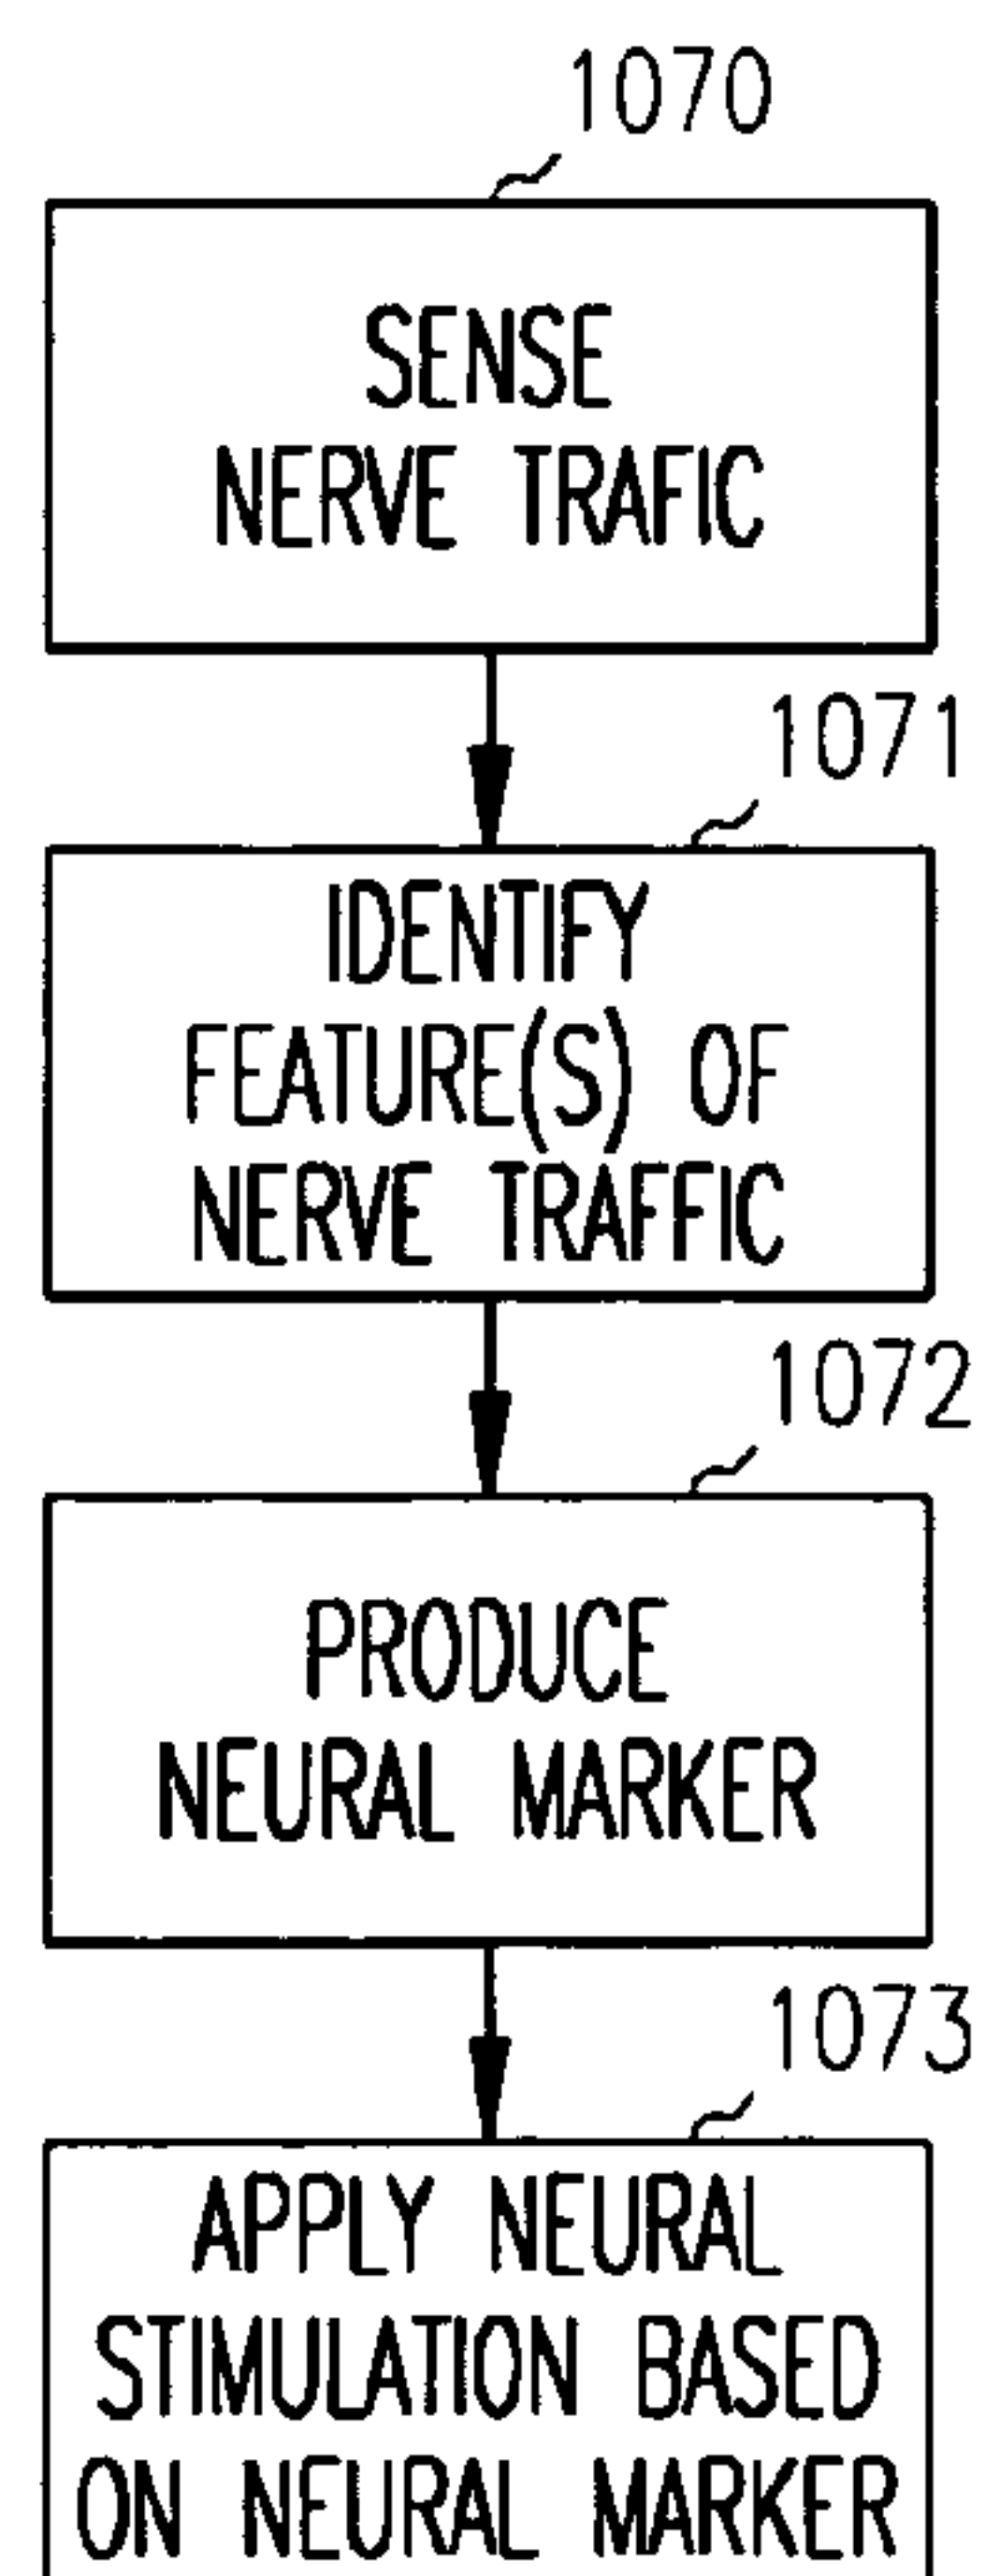 1070
SENSE
NERVE TRAFIC
1071
IDENTIFY
FEATURE(S) OF
NERVE TRAFFIC
1072
PRODUCE
NEURAL MARKER
1073
APPLY NEURAL
STIMULATION BASED
ON NEURAL MARKER